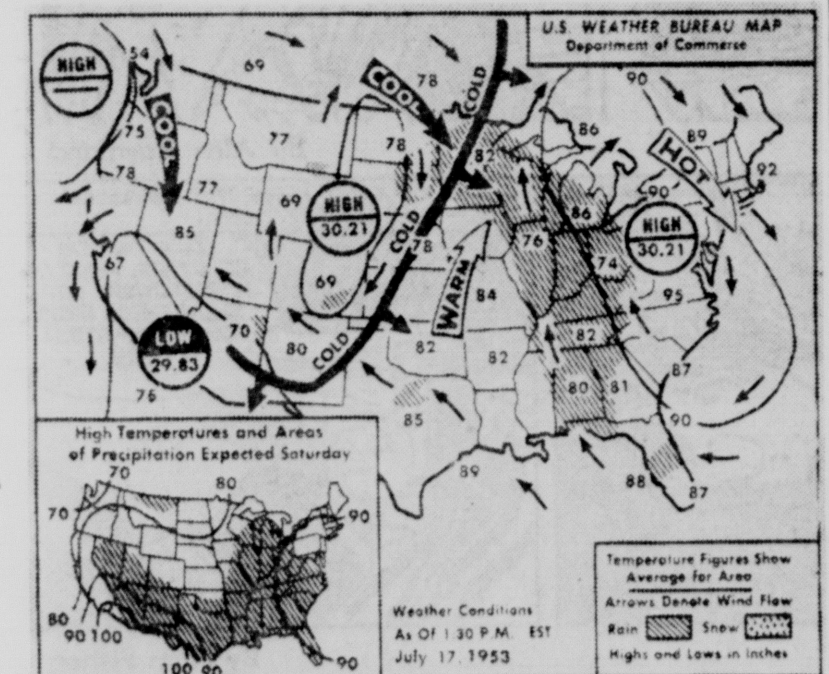 U.S. WEATHER BUREAU MAP
Department of Commerce
HIGH
54
69
78
COLD
COOL
90
75
COOL
77
78
82
86
89
HOT
92
78
77
69
HIGH
30.21
COLD
78
90
86
HIGH
30.21
85
76
74
67
69
WARM
84
95
LOW
29.83
70
80
COLD
82
82
82
87
76
80
81
85
90
89
88
87
High Temperatures and Areas
of Precipitation Expected Saturday
70
80
70
90
80
90
100
100
90
90
Weather Conditions
As Of 1:30 P.M. EST
July 17, 1953
Temperature Figures Show
Average for Area
Arrows Denote Wind Flow
Rain
Snow
Highs and Lows in Inches